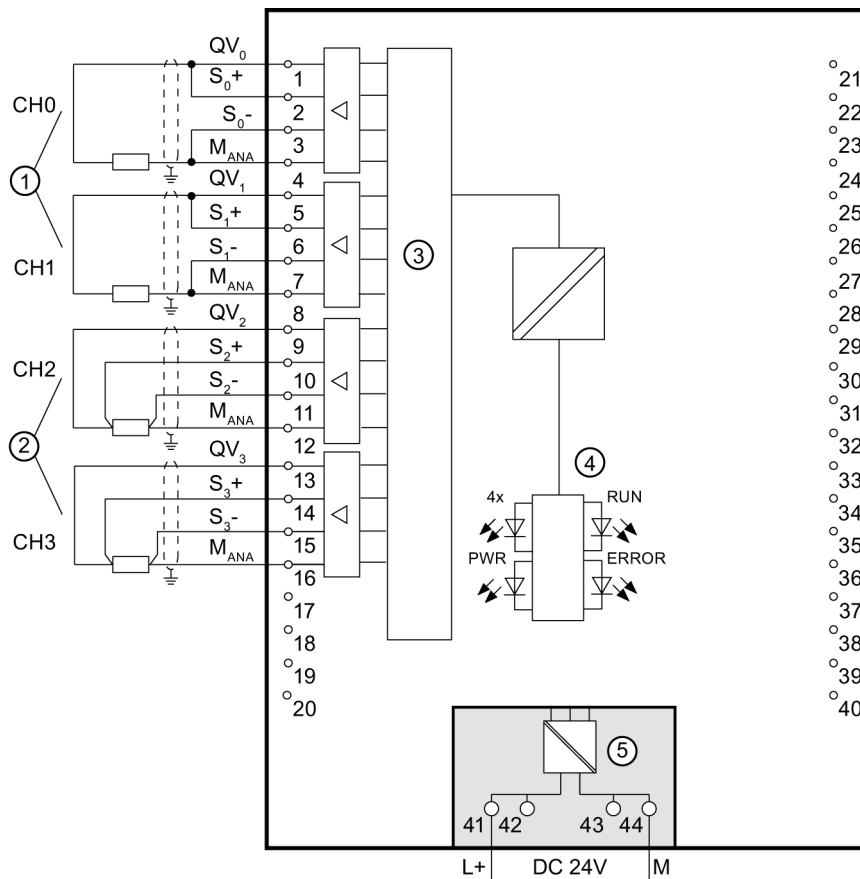 QV0
S0+
S0-
MANA
CH0
1
QV1
S1+
S1-
MANA
CH1
QV2
S2+
S2-
MANA
CH2
2
QV3
S3+
S3-
MANA
CH3
1
2
3
4
5
6
7
8
9
10
11
12
13
14
15
16
17
18
19
20
3
4
4x
RUN
PWR
ERROR
5
41 42 43 44
L+ DC 24V M
21
22
23
24
25
26
27
28
29
30
31
32
33
34
35
36
37
38
39
40